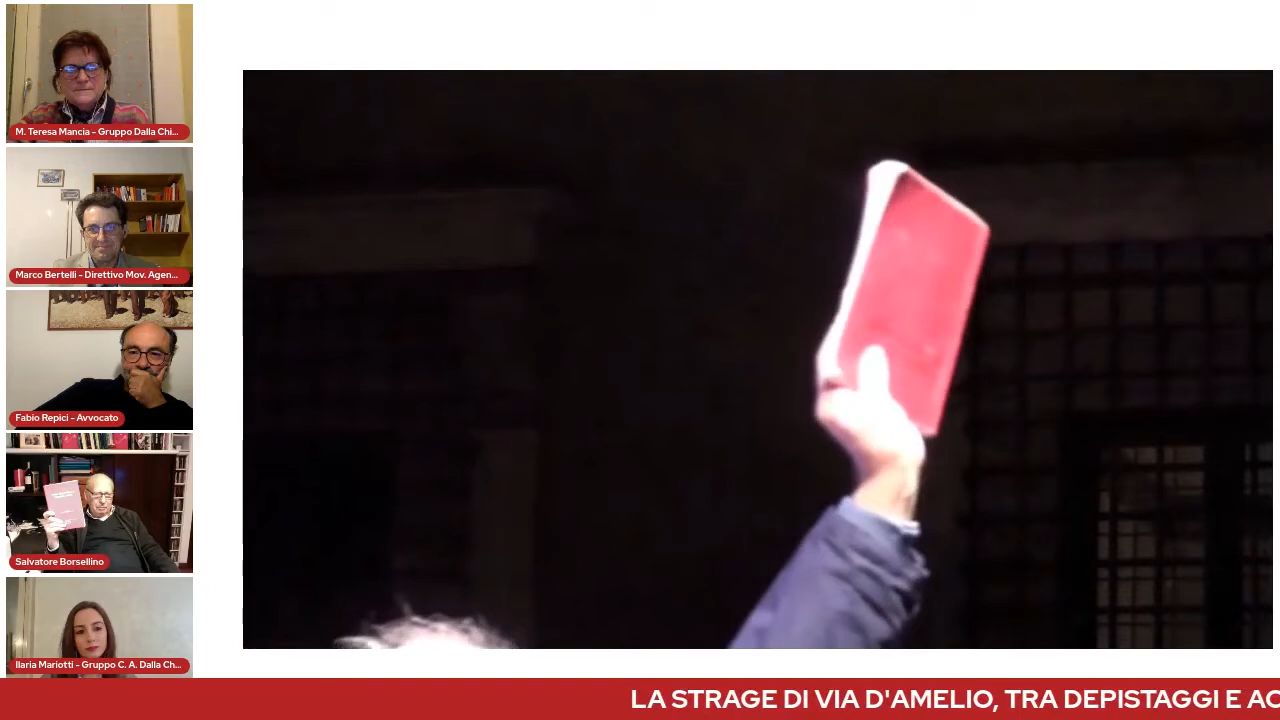 M. Teresa Mancia - Gruppo Dalla Chi...
Marco Bertelli - Direttivo Mov. Agen...
Fabio Repici - Avvocato
Salvatore Borsellino
Ilaria Mariotti - Gruppo C. A. Dalla Ch...
LA STRAGE DI VIA D'AMELIO, TRA DEPISTAGGI E AC